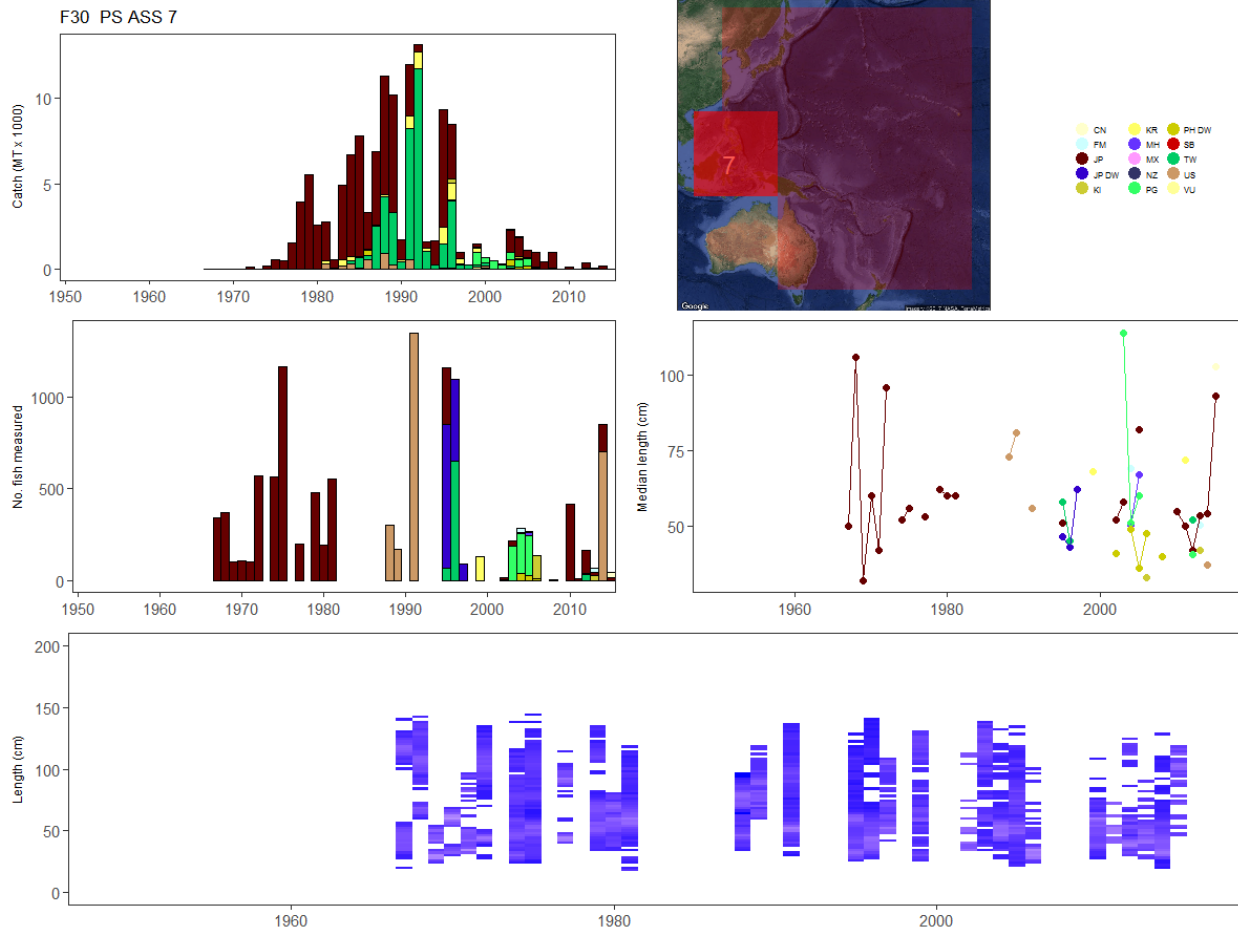 F30 PS ASS 7
Catch (MT x 1000)
10
5
0
1950 1960 1970 1980 1990 2000 2010
7
Google
CN KR PH DW
FM MH SB
JP MX TW
JP DW NZ US
KI PG VU
No. fish measured
1000
500
0
1950 1960 1970 1980 1990 2000 2010
Median length (cm)
100
75
50
1960 1980 2000
Length (cm)
200
150
100
50
0
1960 1980 2000